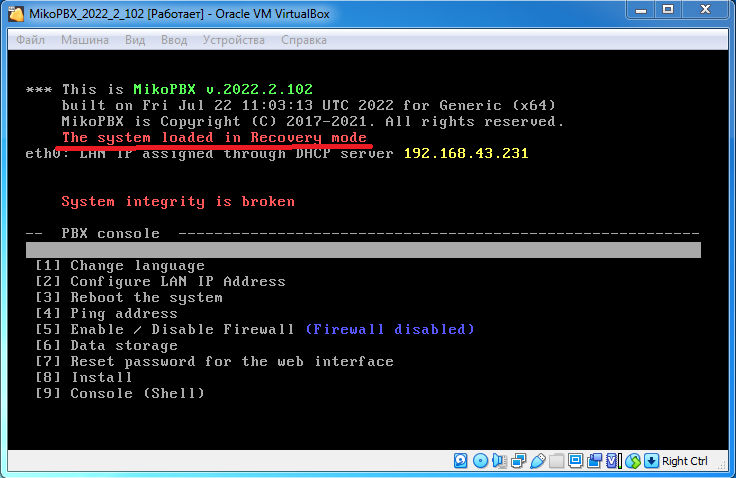 MikoPBX_2022_2_102 [Работает] - Oracle VM VirtualBox
Файл Машина Вид Ввод Устройства Справка
*** This is MikoPBX v.2022.2.102
built on Fri Jul 22 11:03:13 UTC 2022 for Generic (x64)
MikoPBX is Copyright (C) 2017-2021. All rights reserved.
The system loaded in Recovery mode
eth0: LAN IP assigned through DHCP server 192.168.43.231
System integrity is broken
-- PBX console ----------------------------------------------------------
[1] Change language
[2] Configure LAN IP Address
[3] Reboot the system
[4] Ping address
[5] Enable / Disable Firewall (Firewall disabled)
[6] Data storage
[7] Reset password for the web interface
[8] Install
[9] Console (Shell)
Right Ctrl